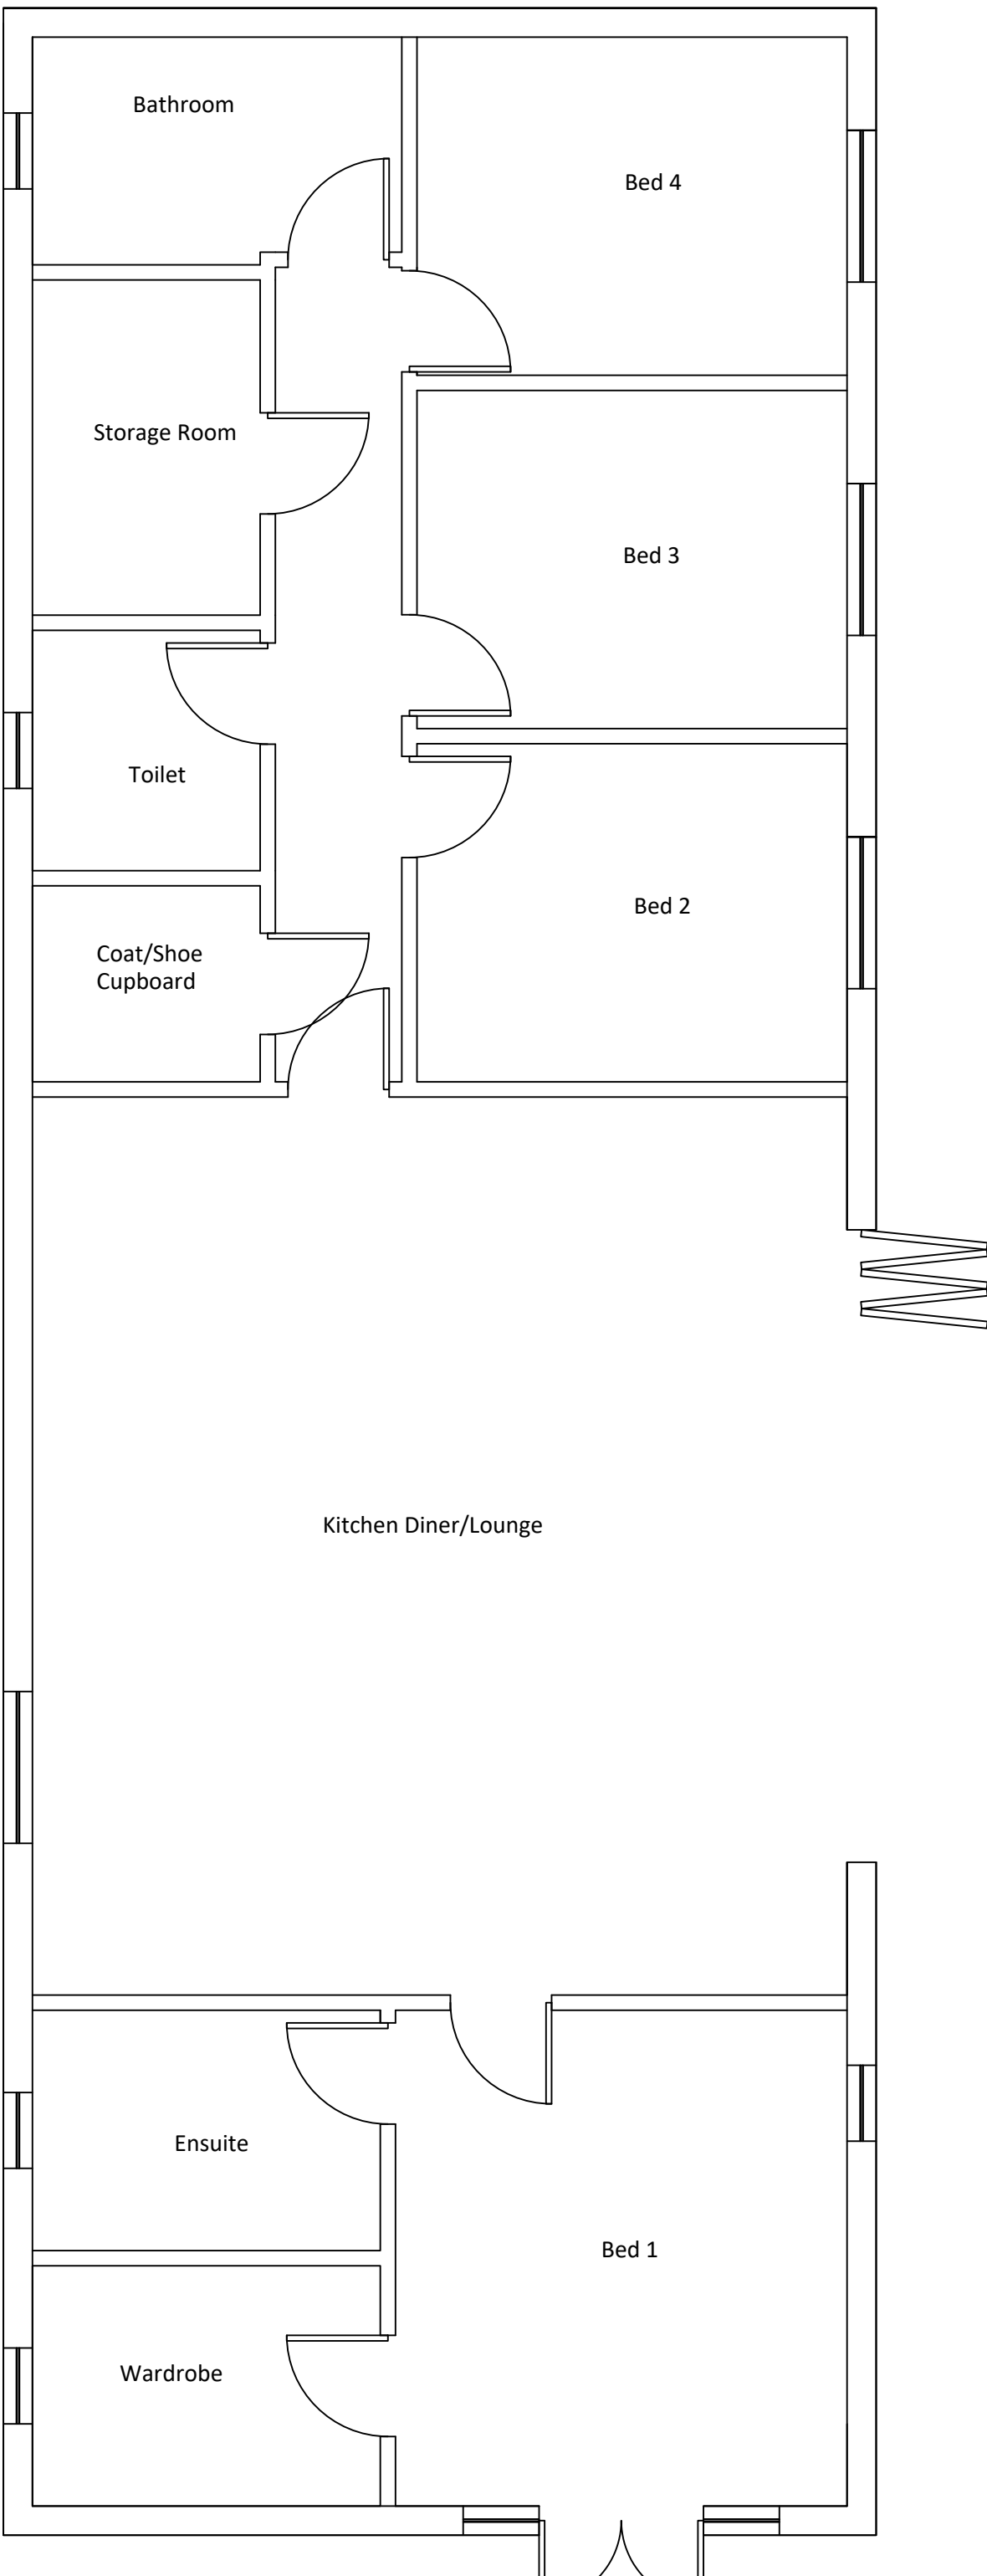 Bathroom
Bed 4
Storage Room
Bed 3
Toilet
Bed 2
Coat/Shoe
Cupboard
Kitchen Diner/Lounge
Ensuite
Bed 1
Wardrobe